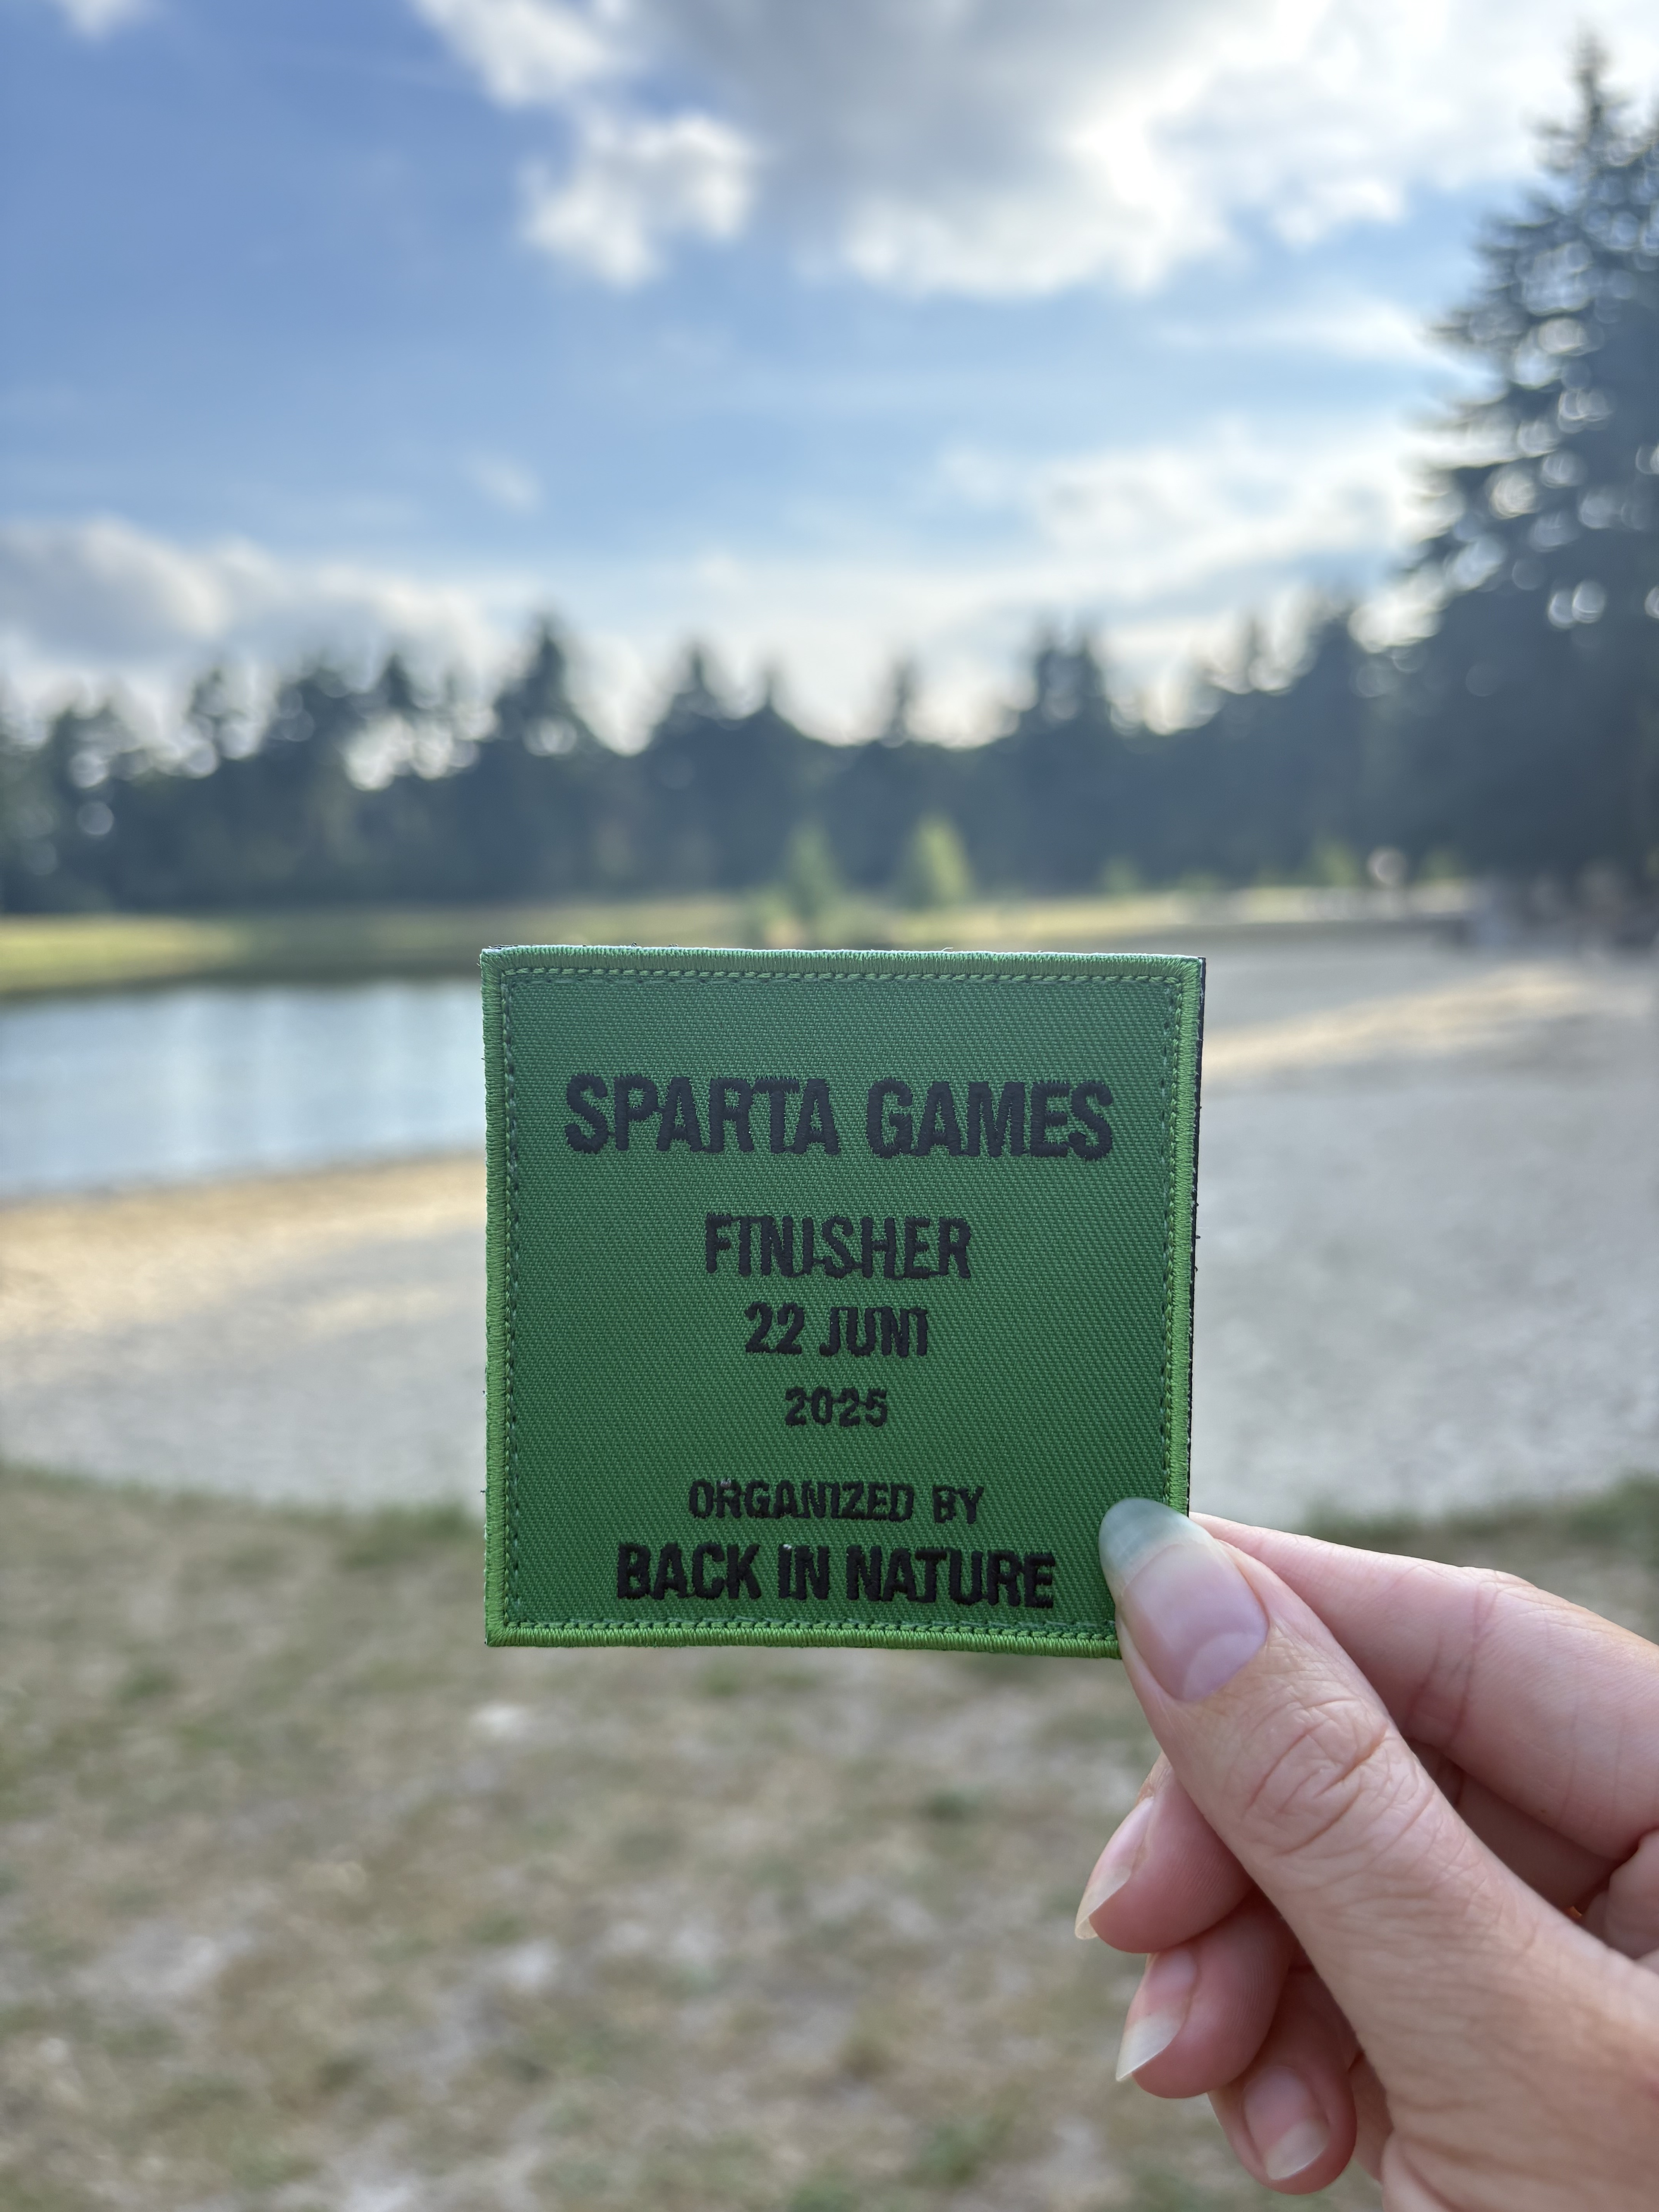 SPARTA GAMES
FINISHER
22 JUNI
2025
ORGANIZED BY
BACK IN NATURE